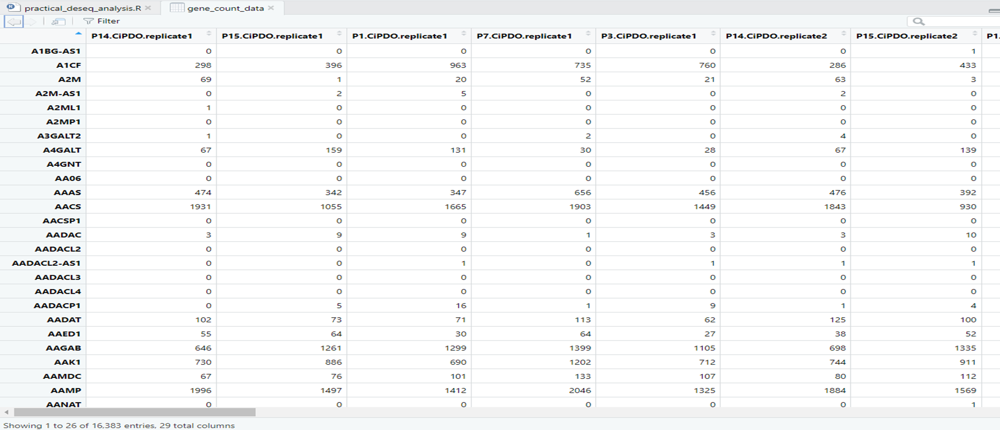 practical_deseq_analysis.R gene_count_data
Filter
P14.CiPDO.replicate1 P15.CiPDO.replicate1 P1.CiPDO.replicate1 P7.CiPDO.replicate1 P3.CiPDO.replicate1 P14.CiPDO.replicate2 P15.CiPDO.replicate2 P1.
A1BG-AS1 0 0 0 0 0 0 1
A1CF 298 396 963 735 760 286 433
A2M 69 1 20 52 21 63 3
A2M-AS1 0 2 5 0 0 2 0
A2ML1 1 0 0 0 0 0 0
A2MP1 0 0 0 0 0 0 0
A3GALT2 1 0 0 2 0 4 0
A4GALT 67 159 131 30 28 67 139
A4GNT 0 0 0 0 0 0 0
AA06 0 0 0 0 0 0 0
AAAS 474 342 347 656 456 476 392
AACS 1931 1055 1665 1903 1449 1843 930
AACSP1 0 0 0 0 0 0 0
AADAC 3 9 9 1 3 3 10
AADACL2 0 0 0 0 0 0 0
AADACL2-AS1 0 0 1 0 1 1 1
AADACL3 0 0 0 0 0 0 0
AADACL4 0 0 0 0 0 0 0
AADACP1 0 5 16 1 9 1 4
AADAT 102 73 71 113 62 125 100
AAED1 55 64 30 64 27 38 52
AAGAB 646 1261 1299 1399 1105 698 1335
AAK1 730 886 690 1202 712 744 911
AAMDC 67 76 101 133 107 80 112
AAMP 1996 1497 1412 2046 1325 1884 1569
AANAT 0 0 0 0 0 0 1
Showing 1 to 26 of 16,383 entries, 29 total columns